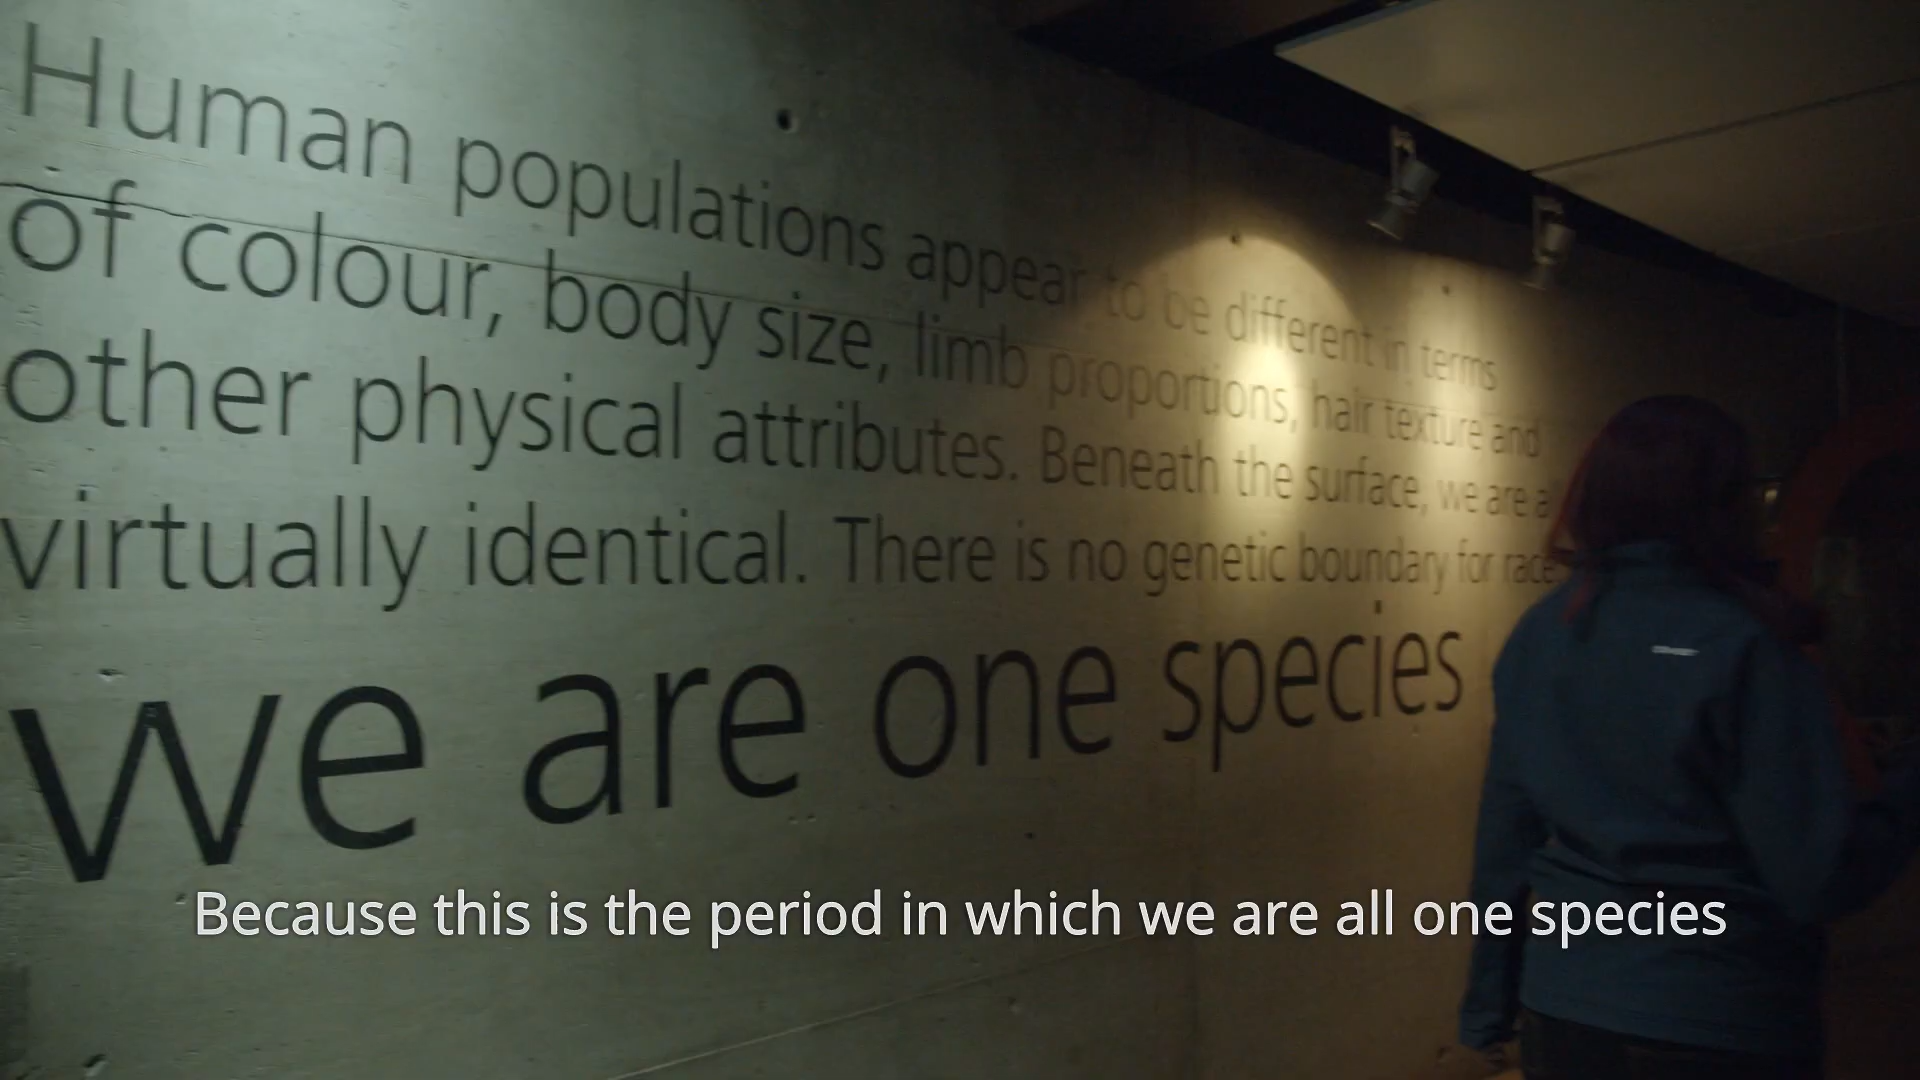 Human populations appear to be different in terms
of colour, body size, limb proportions, hair texture and
other physical attributes. Beneath the surface, we are
virtually identical. There is no genetic boundary for race
we are one species
Because this is the period in which we are all one species